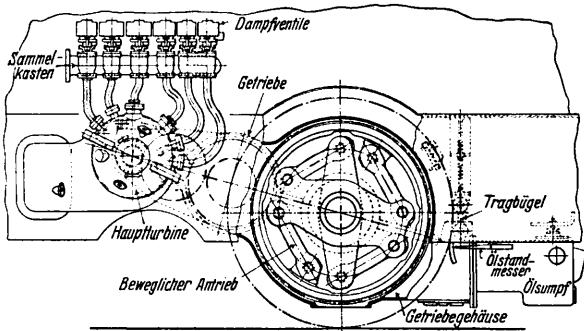 Dampfventile
Sammel-
kasten
Getriebe
Tragbügel
Hauptturbine
Ölstand-
messer
Ölsumpf
Beweglicher Antrieb
Getriebegehäuse